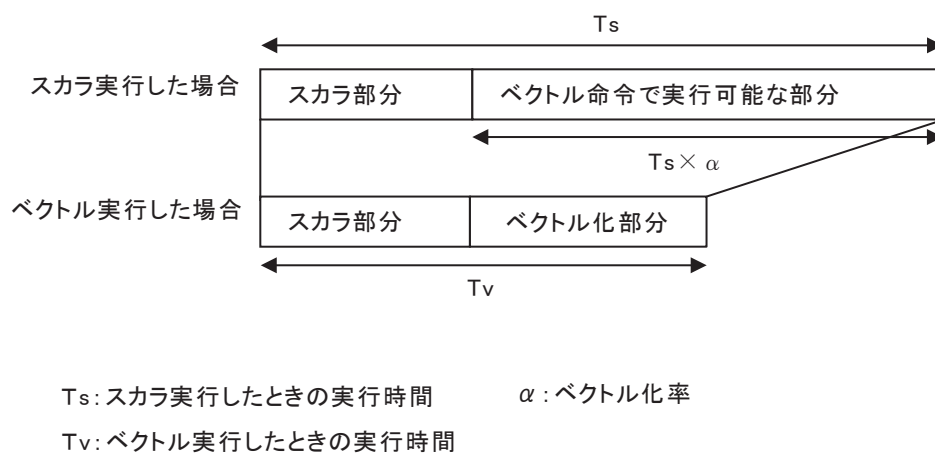 Ts
スカラ実行した場合
スカラ部分
ベクトル命令で実行可能な部分
Ts× α
ベクトル実行した場合
スカラ部分
ベクトル化部分
Tv
Ts:スカラ実行したときの実行時間 α:ベクトル化率
Tv:ベクトル実行したときの実行時間